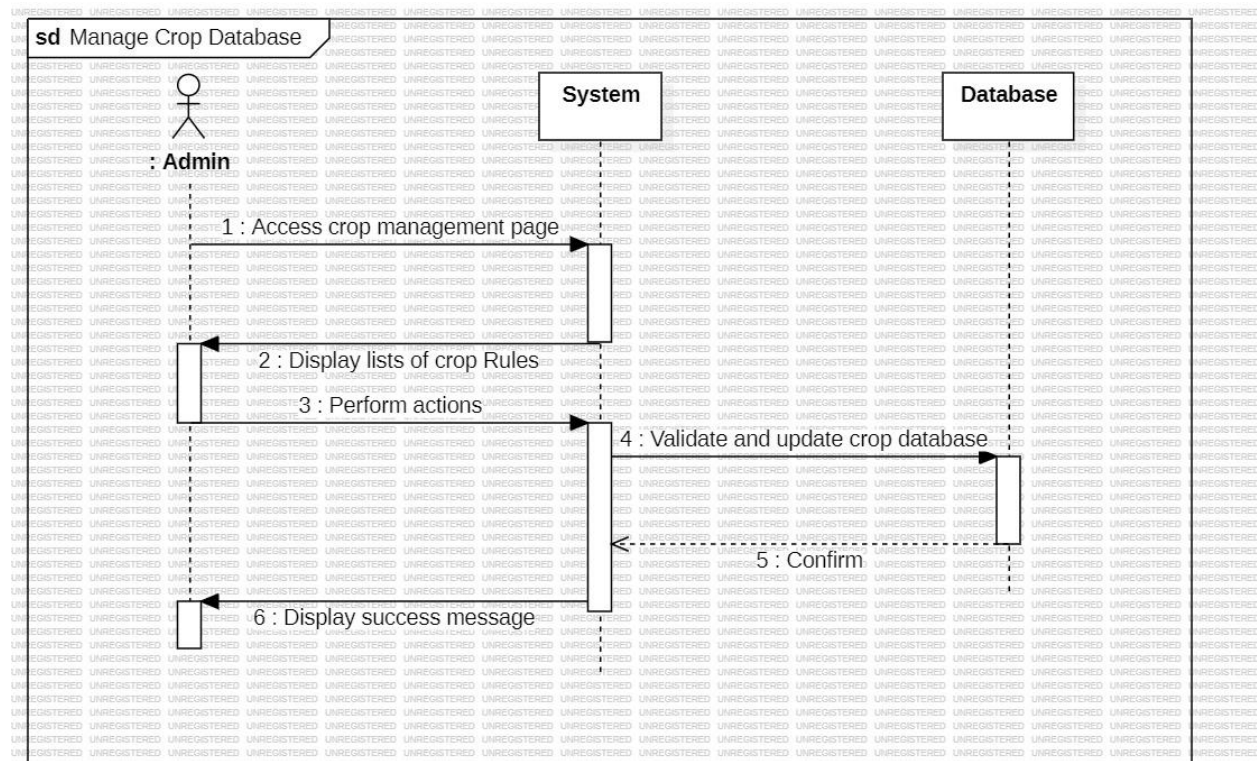 sd Manage Crop Database
System
Database
: Admin
1 : Access crop management page
2 : Display lists of crop Rules
3 : Perform actions
4 : Validate and update crop database
5 : Confirm
6 : Display success message
UNREGISTERED